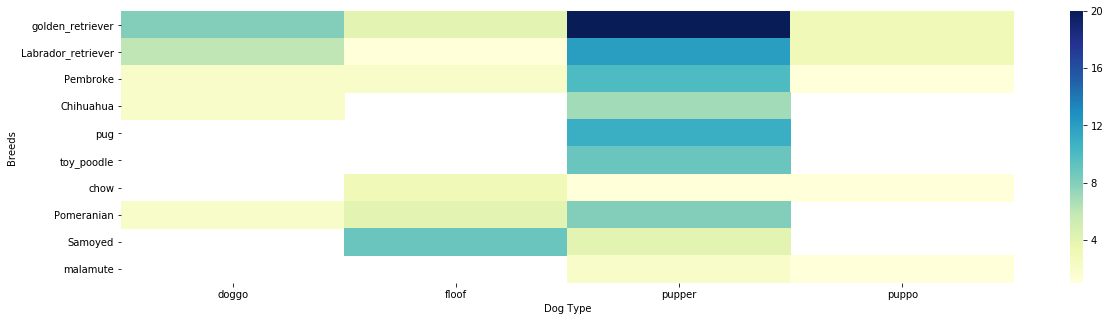 golden_retriever
Labrador_retriever
Pembroke
Chihuahua
pug
toy_poodle
chow
Pomeranian
Samoyed
malamute
Breeds
doggo floof pupper puppo
Dog Type
20
16
12
8
4